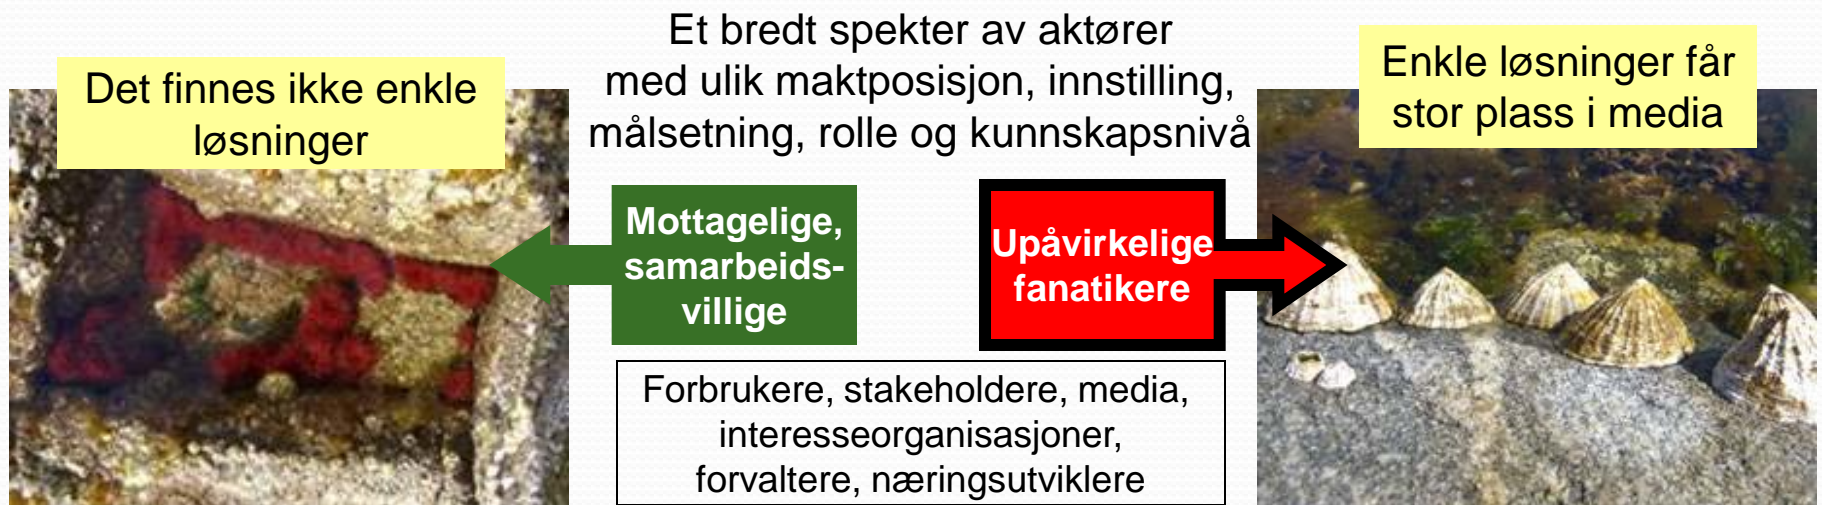 Et bredt spekter av aktører
med ulik maktposisjon, innstilling,
målsetning, rolle og kunnskapsnivå
Det finnes ikke enkle
løsninger
Enkle løsninger får
stor plass i media
Mottagelige,
samarbeids-
villige
Upåvirkelige
fanatikere
Forbrukere, stakeholdere, media,
interesseorganisasjoner,
forvaltere, næringsutviklere